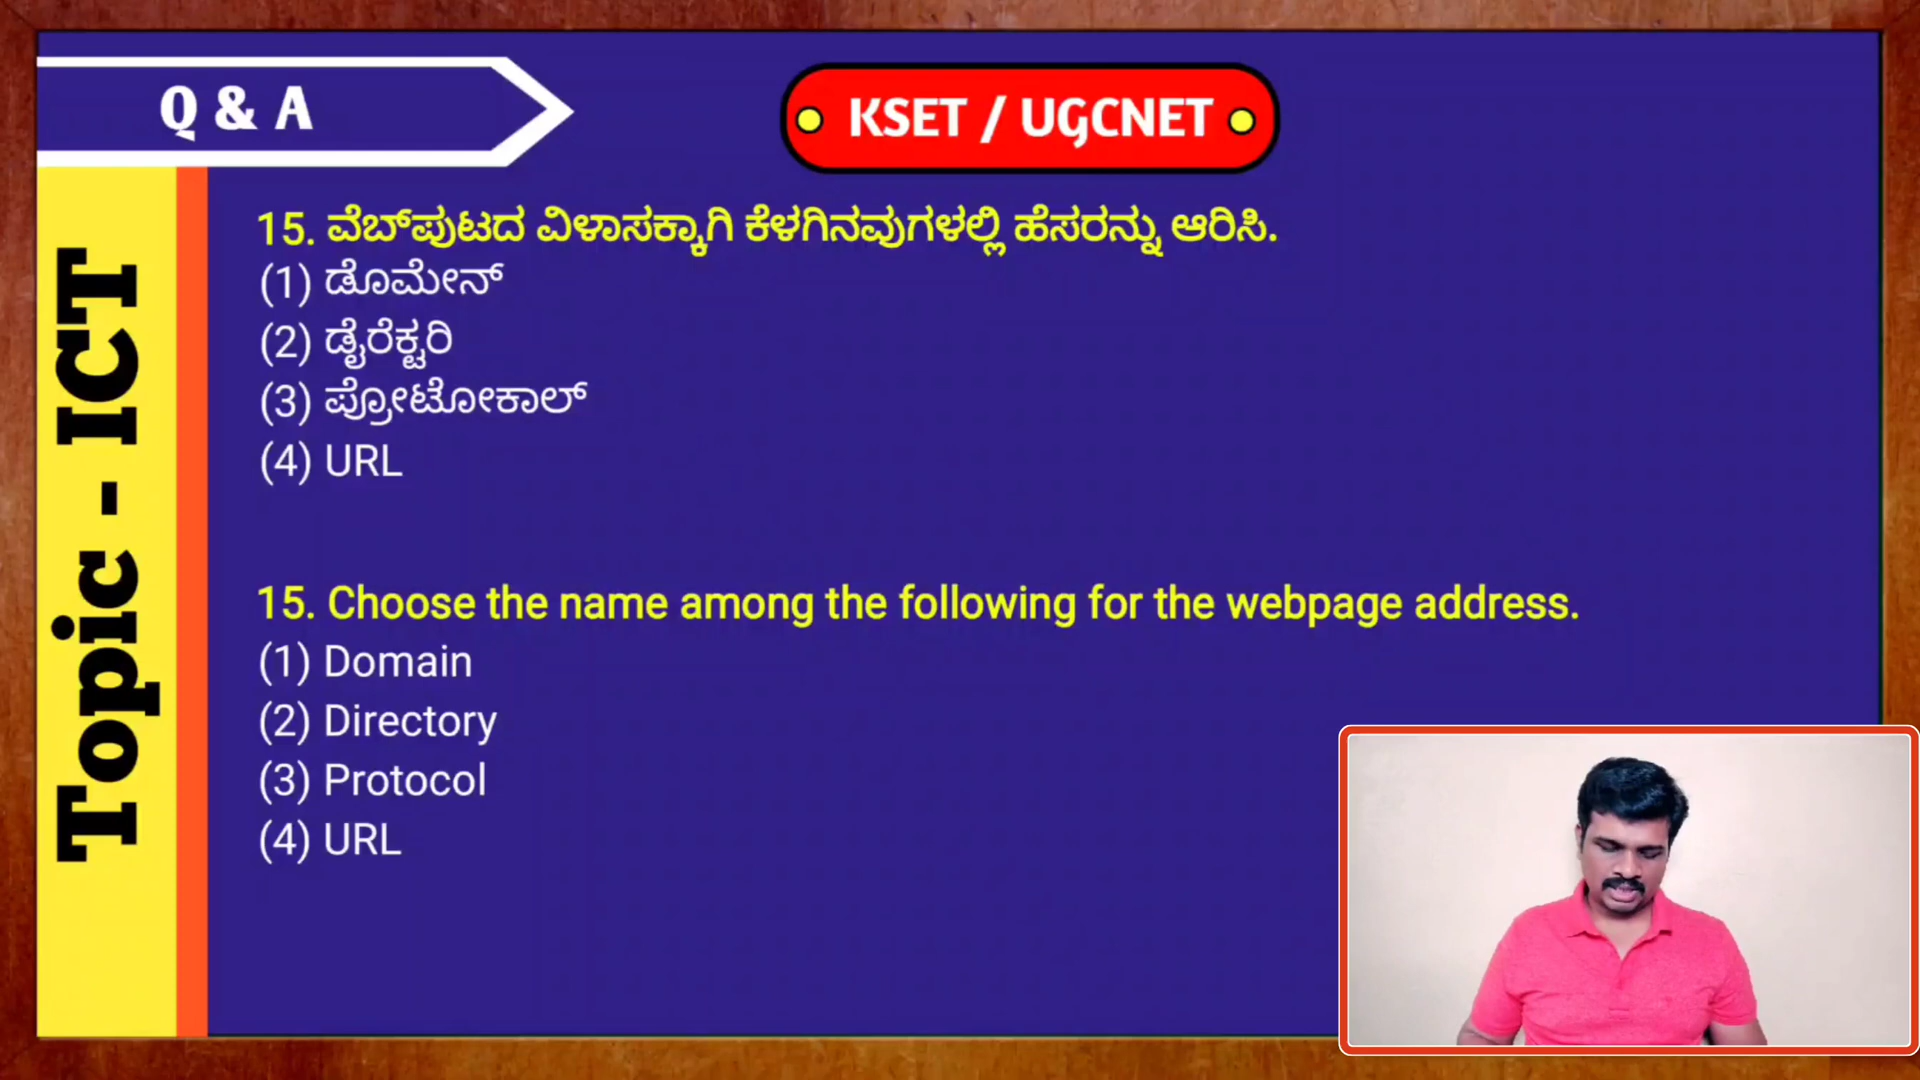 Q & A
KSET / UGCNET
Topic - ICT
15. ವೆಬ್‌ಪುಟದ ವಿಳಾಸಕ್ಕಾಗಿ ಕೆಳಗಿನವುಗಳಲ್ಲಿ ಹೆಸರನ್ನು ಆರಿಸಿ.
(1) ಡೊಮೇನ್
(2) ಡೈರೆಕ್ಟರಿ
(3) ಪ್ರೋಟೋಕಾಲ್
(4) URL
15. Choose the name among the following for the webpage address.
(1) Domain
(2) Directory
(3) Protocol
(4) URL